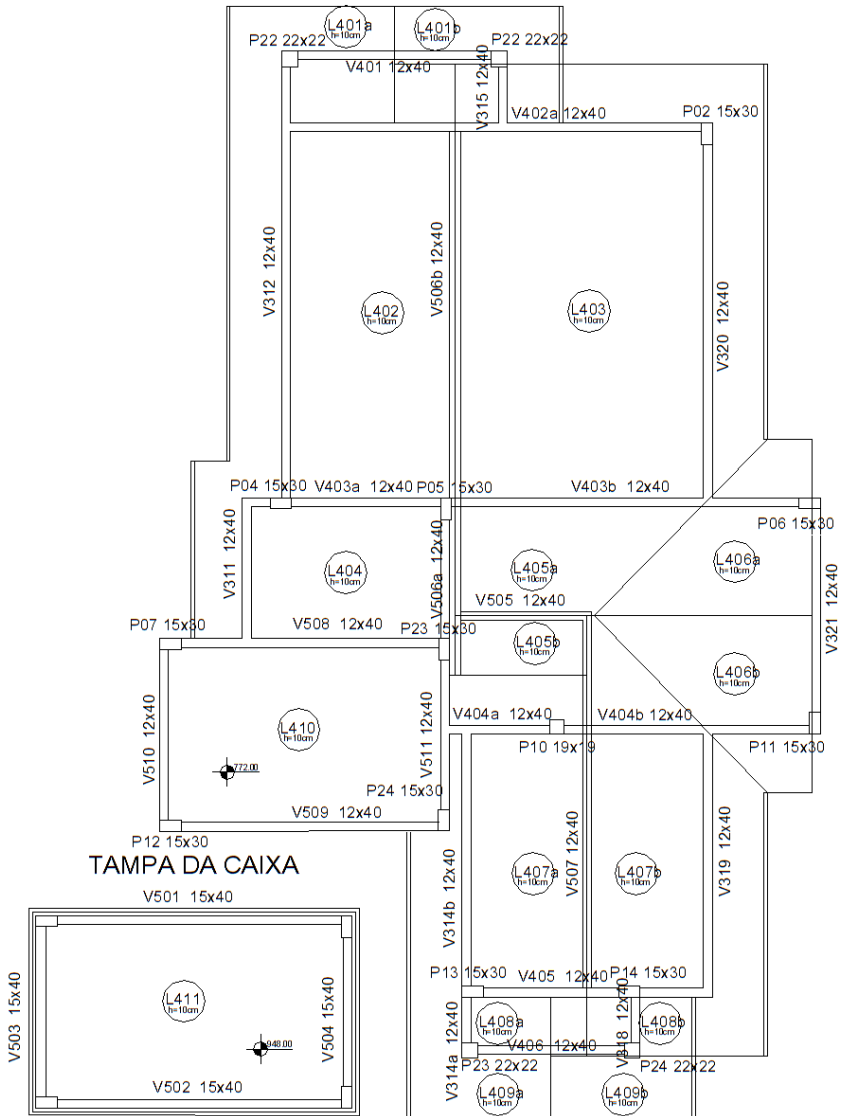 L401a
h=10cm
L401b
h=10cm
P22 22x22
P22 22x22
V401 12x40
V315 12x40
V402a 12x40
P02 15x30
V312 12x40
V506b 12x40
L402
h=10cm
L403
h=10cm
V320 12x40
P04 15x30
V403a 12x40
P05 15x30
V403b 12x40
P06 15x30
V311 12x40
L404
h=10cm
V506a 12x40
L405a
h=10cm
L406a
h=10cm
V321 12x40
V505 12x40
P07 15x30
V508 12x40
P23 15x30
L405b
h=10cm
L406b
h=10cm
V510 12x40
L410
h=10cm
V511 12x40
V404a 12x40
V404b 12x40
P10 19x19
P11 15x30
772.00
P24 15x30
V509 12x40
P12 15x30
TAMPA DA CAIXA
V501 15x40
V314b 12x40
L407a
h=10cm
V507 12x40
L407b
h=10cm
V319 12x40
P13 15x30
V405 12x40
P14 15x30
V503 15x40
L411
h=10cm
V504 15x40
948.00
V502 15x40
V314a 12x40
L408a
h=10cm
V406 12x40
V318 12x40
L408b
h=10cm
P23 22x22
P24 22x22
L409a
h=10cm
L409b
h=10cm